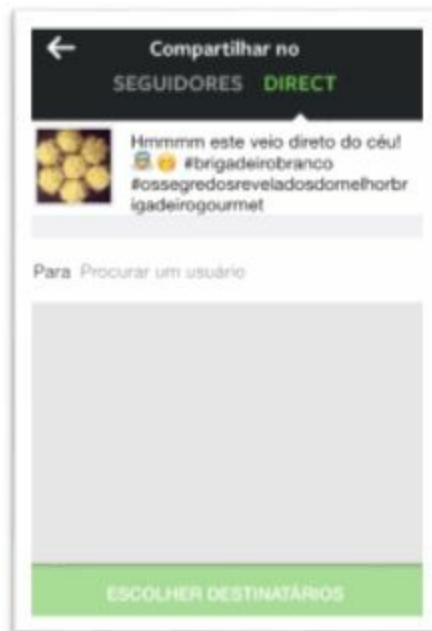 Compartilhar no
SEGUIDORES DIRECT
Hmmmm este veio direto do céu!
#brigadeirobranco
#ossegredosreveladosdomelhorbr
igadeirogourmet
Para Procurar um usuário
ESCOLHER DESTINATÁRIOS